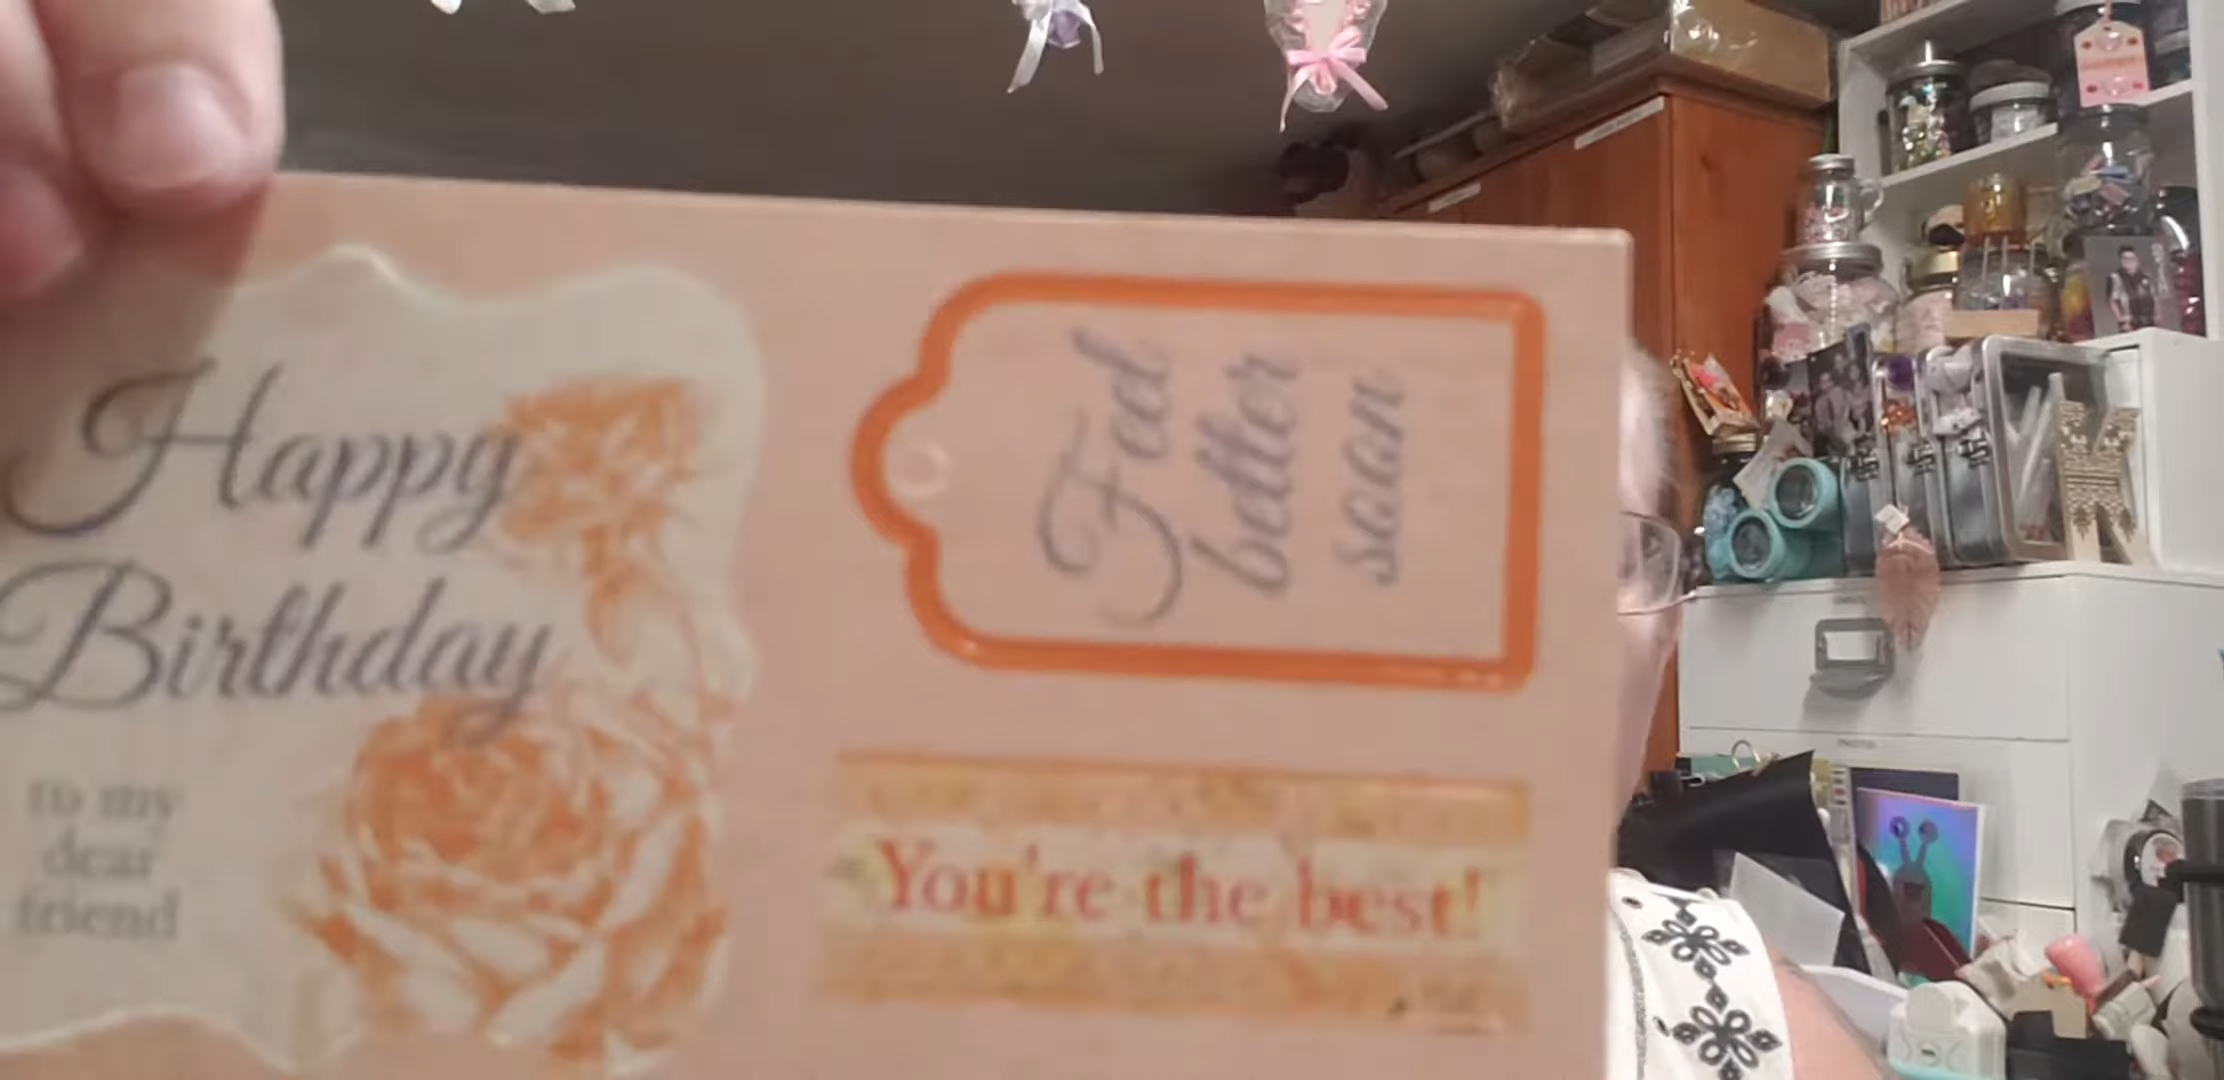 Happy
Birthday
to my
dear
friend
Feel
better
soon
You're the best!